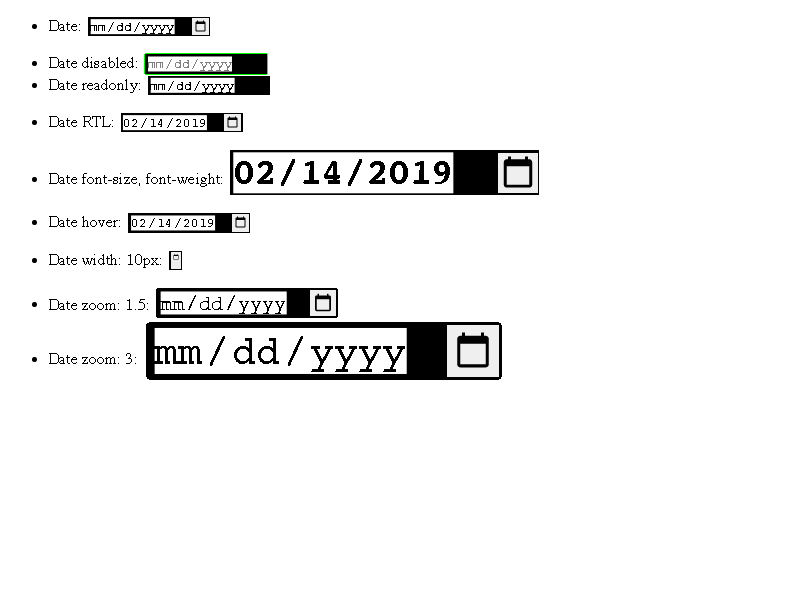 Date: mm/dd/yyyy
Date disabled: mm/dd/yyyy
Date readonly: mm/dd/yyyy
Date RTL: 02/14/2019
Date font-size, font-weight: 02/14/2019
Date hover: 02/14/2019
Date width: 10px:
Date zoom: 1.5: mm/dd/yyyy
Date zoom: 3: mm/dd/yyyy